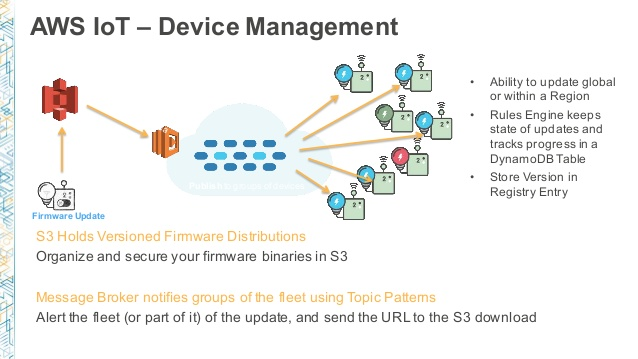 AWS IoT – Device Management
• Ability to update global
or within a Region
• Rules Engine keeps
state of updates and
tracks progress in a
DynamoDB Table
• Store Version in
Registry Entry
Firmware Update
S3 Holds Versioned Firmware Distributions
Organize and secure your firmware binaries in S3
Message Broker notifies groups of the fleet using Topic Patterns
Alert the fleet (or part of it) of the update, and send the URL to the S3 download